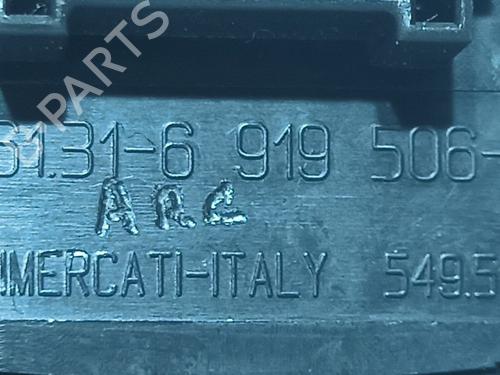 B PARTS
61.31-6 919 506-
ARC
IMERCATI-ITALY 549.5